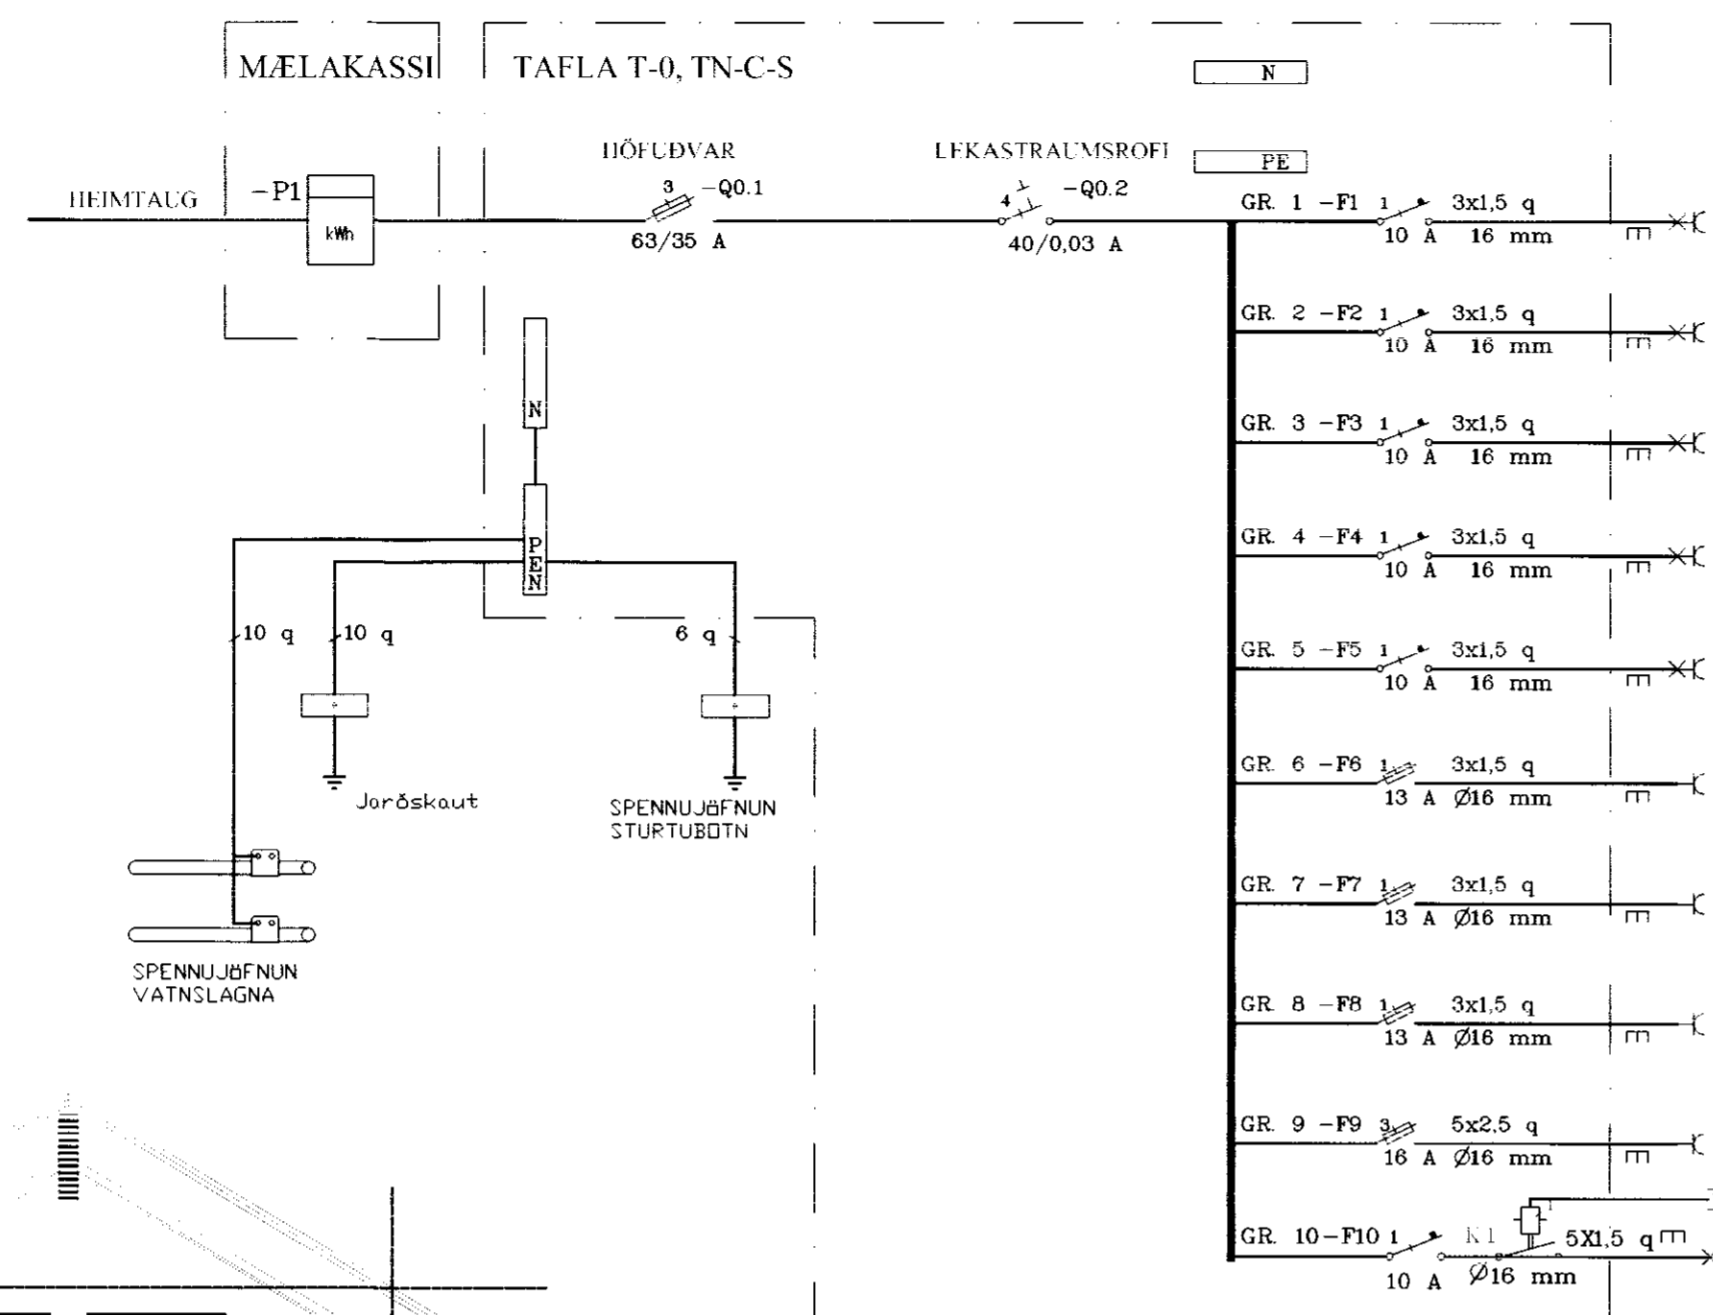 MÆLAKASSI
TAFLA T-0, TN-C-S
N
HÖFUÐVAR
LEKASTRAUMSROFI
PE
HEIMTAUG
-P1
kWh
3 -Q0.1
63/35 A
4 -Q0.2
40/0,03 A
GR. 1 -F1 1 3x1,5 q
10 A 16 mm
GR. 2 -F2 1 3x1,5 q
10 A 16 mm
GR. 3 -F3 1 3x1,5 q
10 A 16 mm
GR. 4 -F4 1 3x1,5 q
10 A 16 mm
GR. 5 -F5 1 3x1,5 q
10 A 16 mm
GR. 6 -F6 1 3x1,5 q
13 A Ø16 mm
GR. 7 -F7 1 3x1,5 q
13 A Ø16 mm
GR. 8 -F8 1 3x1,5 q
13 A Ø16 mm
GR. 9 -F9 3 5x2,5 q
16 A Ø16 mm
GR. 10-F10 1 K1 5X1,5 q
10 A Ø16 mm
N
PEN
10 q
10 q
6 q
Jarðskaut
SPENNUJÖFNUN
STURTUBOTN
SPENNUJÖFNUN
VATNSLAGNA